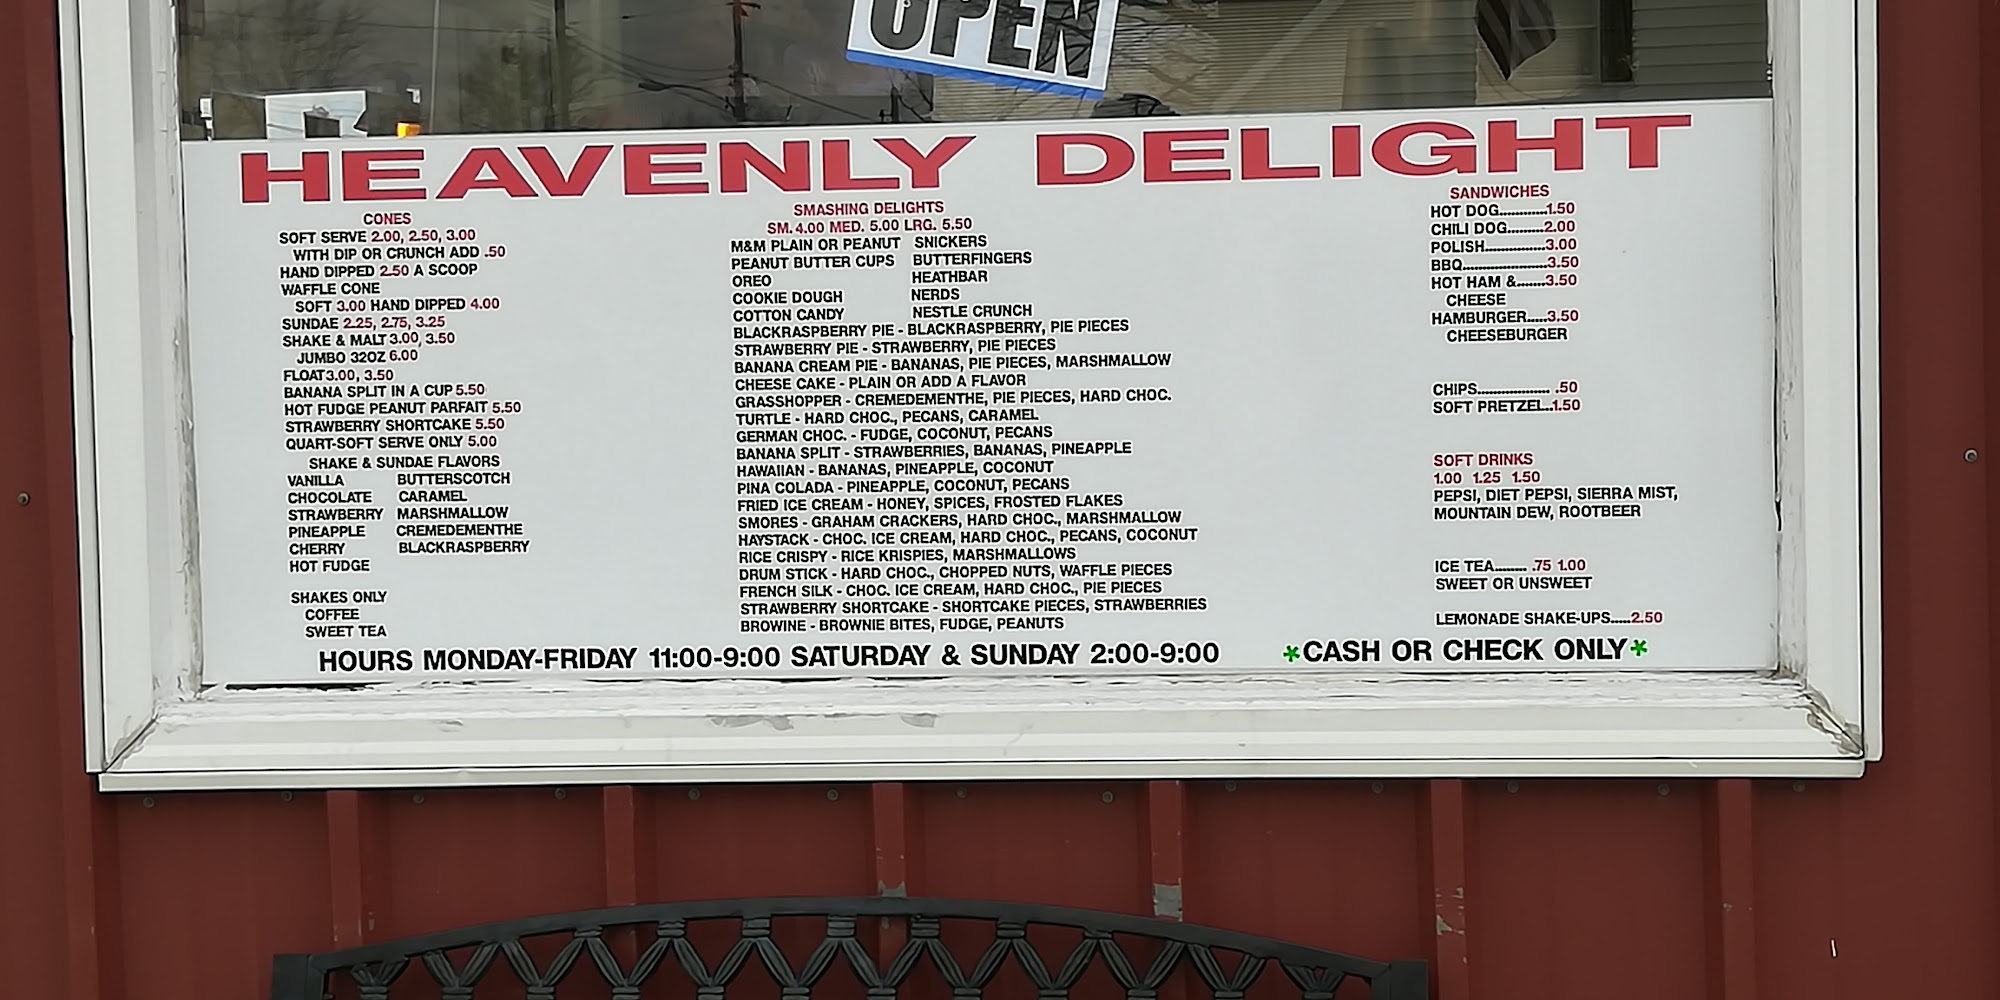 OPEN
HEAVENLY DELIGHT
CONES
SOFT SERVE 2.00, 2.50, 3.00
WITH DIP OR CRUNCH ADD .50
HAND DIPPED 2.50 A SCOOP
WAFFLE CONE
SOFT 3.00 HAND DIPPED 4.00
SUNDAE 2.25, 2.75, 3.25
SHAKE & MALT 3.00, 3.50
JUMBO 32OZ 6.00
FLOAT 3.00, 3.50
BANANA SPLIT IN A CUP 5.50
HOT FUDGE PEANUT PARFAIT 5.50
STRAWBERRY SHORTCAKE 5.50
QUART-SOFT SERVE ONLY 5.00
SHAKE & SUNDAE FLAVORS
VANILLA BUTTERSCOTCH
CHOCOLATE CARAMEL
STRAWBERRY MARSHMALLOW
PINEAPPLE CREMEDEMENTHE
CHERRY BLACKRASPBERRY
HOT FUDGE
SHAKES ONLY
COFFEE
SWEET TEA
SMASHING DELIGHTS
SM. 4.00 MED. 5.00 LRG. 5.50
M&M PLAIN OR PEANUT SNICKERS
PEANUT BUTTER CUPS BUTTERFINGERS
OREO HEATHBAR
COOKIE DOUGH NERDS
COTTON CANDY NESTLE CRUNCH
BLACKRASPBERRY PIE - BLACKRASPBERRY, PIE PIECES
STRAWBERRY PIE - STRAWBERRY, PIE PIECES
BANANA CREAM PIE - BANANAS, PIE PIECES, MARSHMALLOW
CHEESE CAKE - PLAIN OR ADD A FLAVOR
GRASSHOPPER - CREMEDEMENTHE, PIE PIECES, HARD CHOC.
TURTLE - HARD CHOC., PECANS, CARAMEL
GERMAN CHOC. - FUDGE, COCONUT, PECANS
BANANA SPLIT - STRAWBERRIES, BANANAS, PINEAPPLE
HAWAIIAN - BANANAS, PINEAPPLE, COCONUT
PINA COLADA - PINEAPPLE, COCONUT, PECANS
FRIED ICE CREAM - HONEY, SPICES, FROSTED FLAKES
SMORES - GRAHAM CRACKERS, HARD CHOC., MARSHMALLOW
HAYSTACK - CHOC. ICE CREAM, HARD CHOC., PECANS, COCONUT
RICE CRISPY - RICE KRISPIES, MARSHMALLOWS
DRUM STICK - HARD CHOC., CHOPPED NUTS, WAFFLE PIECES
FRENCH SILK - CHOC. ICE CREAM, HARD CHOC., PIE PIECES
STRAWBERRY SHORTCAKE - SHORTCAKE PIECES, STRAWBERRIES
BROWINE - BROWNIE BITES, FUDGE, PEANUTS
SANDWICHES
HOT DOG............1.50
CHILI DOG.........2.00
POLISH...............3.00
BBQ.....................3.50
HOT HAM &.......3.50
CHEESE
HAMBURGER.....3.50
CHEESEBURGER
CHIPS.................. .50
SOFT PRETZEL..1.50
SOFT DRINKS
1.00 1.25 1.50
PEPSI, DIET PEPSI, SIERRA MIST,
MOUNTAIN DEW, ROOTBEER
ICE TEA......... .75 1.00
SWEET OR UNSWEET
LEMONADE SHAKE-UPS.....2.50
HOURS MONDAY-FRIDAY 11:00-9:00 SATURDAY & SUNDAY 2:00-9:00
*CASH OR CHECK ONLY*